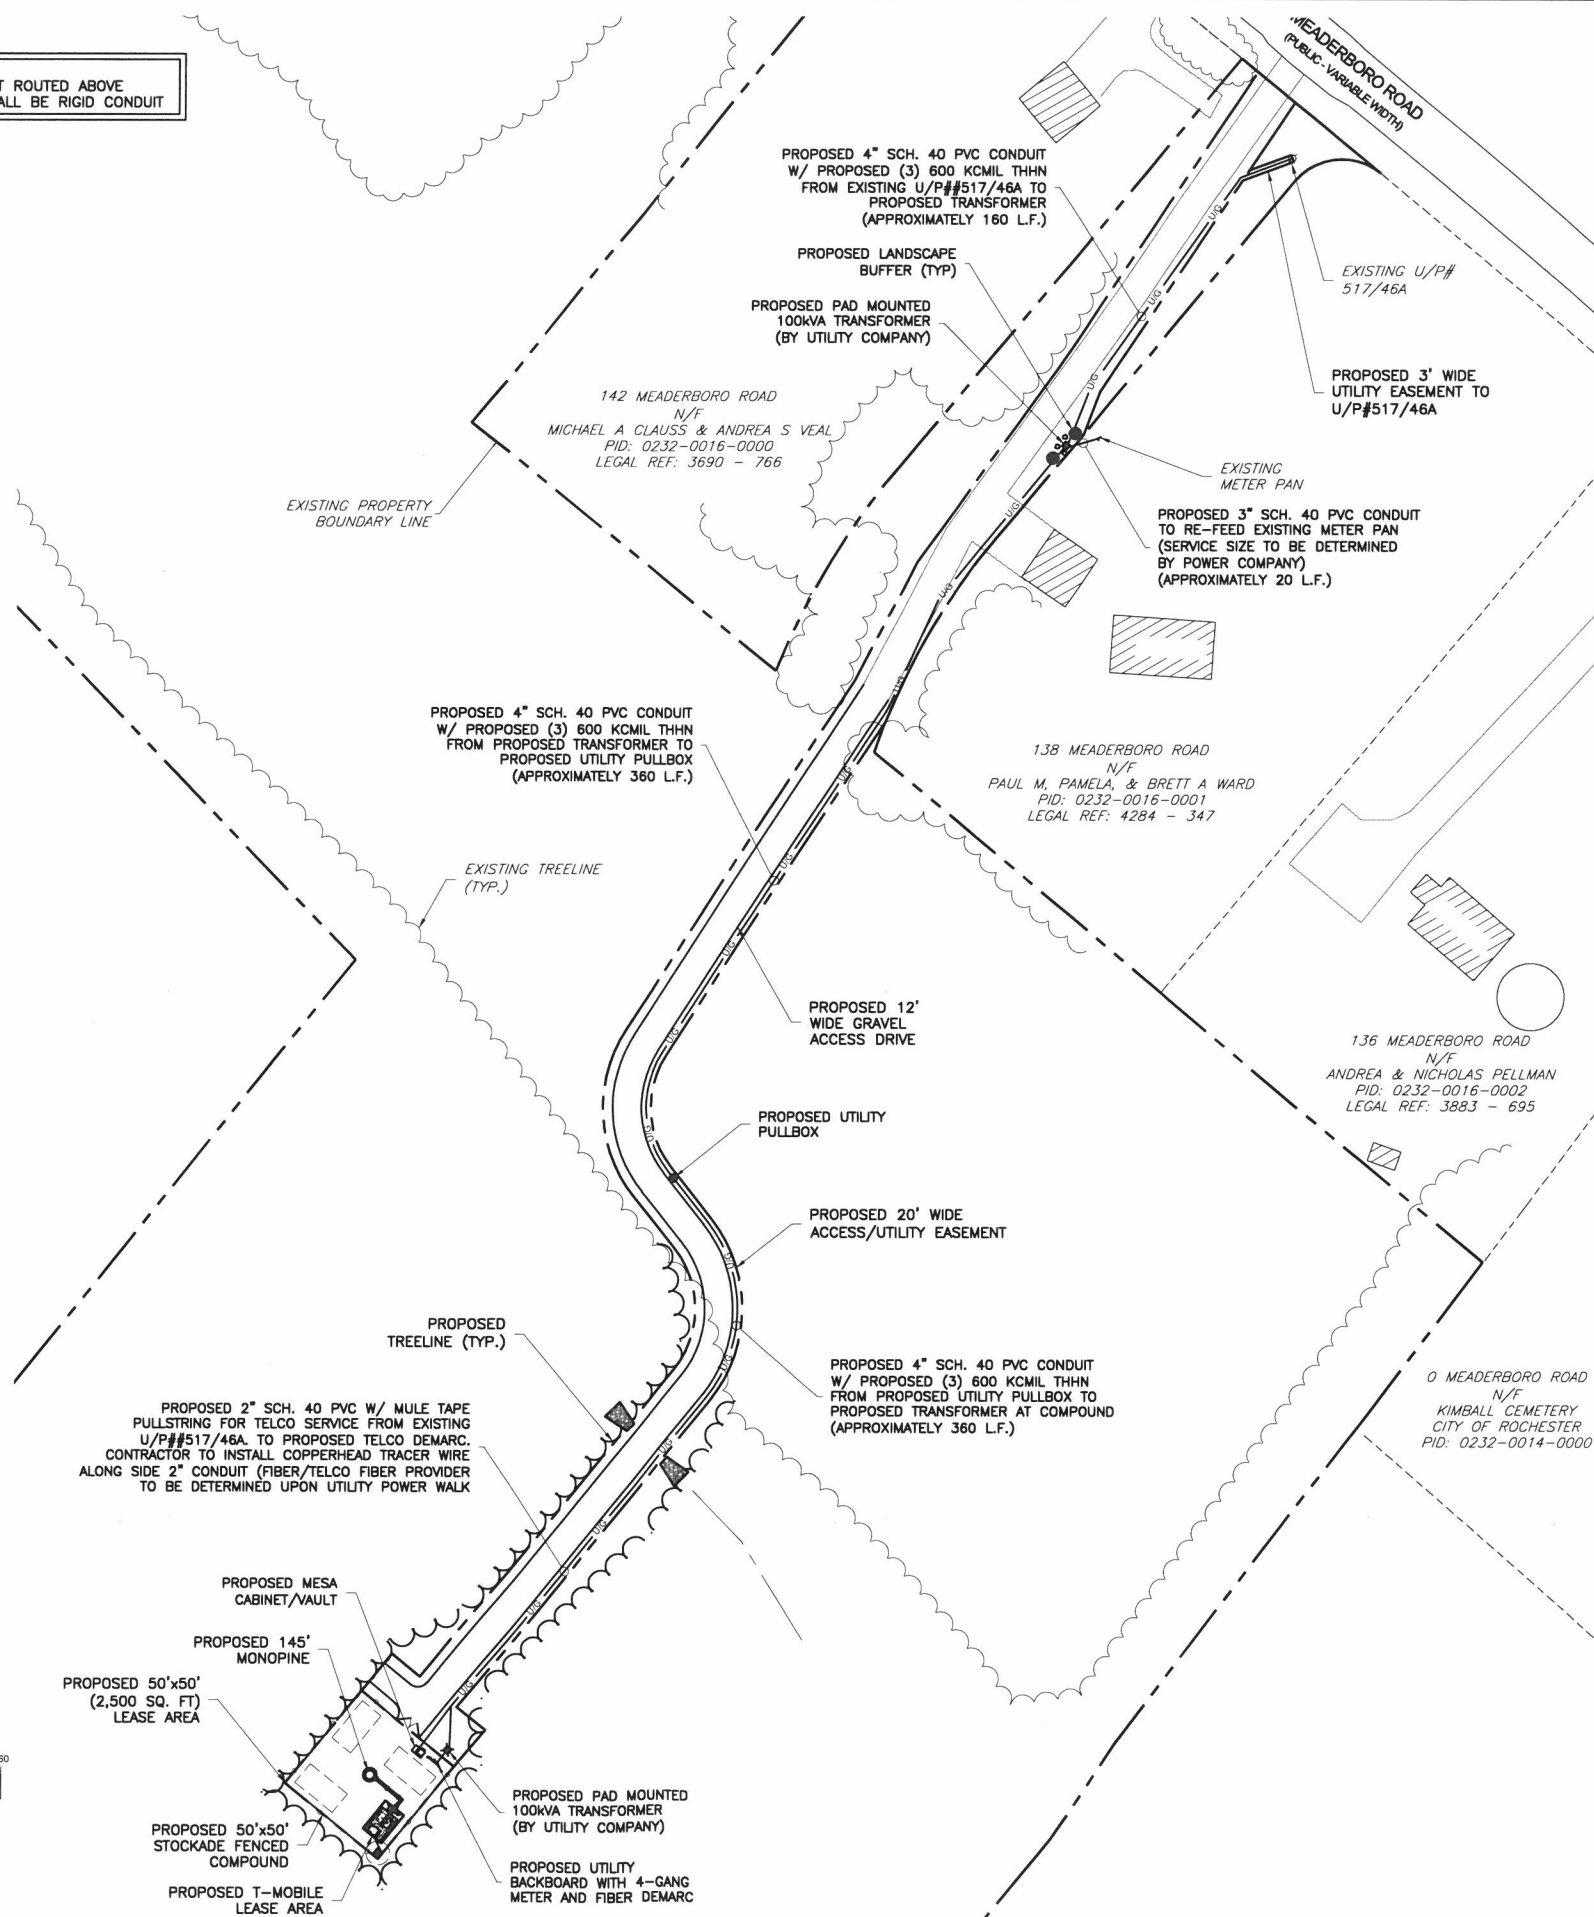 T ROUTED ABOVE
ALL BE RIGID CONDUIT
MEADERBORO ROAD
(PUBLIC - VARIABLE WIDTH)
PROPOSED 4" SCH. 40 PVC CONDUIT
W/ PROPOSED (3) 600 KCMIL THHN
FROM EXISTING U/P##517/46A TO
PROPOSED TRANSFORMER
(APPROXIMATELY 160 L.F.)
PROPOSED LANDSCAPE
BUFFER (TYP)
PROPOSED PAD MOUNTED
100kVA TRANSFORMER
(BY UTILITY COMPANY)
EXISTING U/P#
517/46A
PROPOSED 3' WIDE
UTILITY EASEMENT TO
U/P#517/46A
142 MEADERBORO ROAD
N/F
MICHAEL A CLAUSS & ANDREA S VEAL
PID: 0232-0016-0000
LEGAL REF: 3690 - 766
EXISTING PROPERTY
BOUNDARY LINE
EXISTING
METER PAN
PROPOSED 3" SCH. 40 PVC CONDUIT
TO RE-FEED EXISTING METER PAN
(SERVICE SIZE TO BE DETERMINED
BY POWER COMPANY)
(APPROXIMATELY 20 L.F.)
U/G
U/G
U/G
U/G
U/G
U/G
PROPOSED 4" SCH. 40 PVC CONDUIT
W/ PROPOSED (3) 600 KCMIL THHN
FROM PROPOSED TRANSFORMER TO
PROPOSED UTILITY PULLBOX
(APPROXIMATELY 360 L.F.)
138 MEADERBORO ROAD
N/F
PAUL M, PAMELA, & BRETT A WARD
PID: 0232-0016-0001
LEGAL REF: 4284 - 347
U/G
U/G
U/G
U/G
U/G
EXISTING TREELINE
(TYP.)
PROPOSED 12'
WIDE GRAVEL
ACCESS DRIVE
136 MEADERBORO ROAD
N/F
ANDREA & NICHOLAS PELLMAN
PID: 0232-0016-0002
LEGAL REF: 3883 - 695
PROPOSED UTILITY
PULLBOX
PROPOSED 20' WIDE
ACCESS/UTILITY EASEMENT
U/G
U/G
U/G
U/G
U/G
U/G
PROPOSED
TREELINE (TYP.)
PROPOSED 4" SCH. 40 PVC CONDUIT
W/ PROPOSED (3) 600 KCMIL THHN
FROM PROPOSED UTILITY PULLBOX TO
PROPOSED TRANSFORMER AT COMPOUND
(APPROXIMATELY 360 L.F.)
0 MEADERBORO ROAD
N/F
KIMBALL CEMETERY
CITY OF ROCHESTER
PID: 0232-0014-0000
PROPOSED 2" SCH. 40 PVC W/ MULE TAPE
PULLSTRING FOR TELCO SERVICE FROM EXISTING
U/P##517/46A. TO PROPOSED TELCO DEMARC.
CONTRACTOR TO INSTALL COPPERHEAD TRACER WIRE
ALONG SIDE 2" CONDUIT (FIBER/TELCO FIBER PROVIDER
TO BE DETERMINED UPON UTILITY POWER WALK
PROPOSED MESA
CABINET/VAULT
PROPOSED 145'
MONOPINE
PROPOSED 50'x50'
(2,500 SQ. FT)
LEASE AREA
60
PROPOSED 50'x50'
STOCKADE FENCED
COMPOUND
PROPOSED T-MOBILE
LEASE AREA
PROPOSED PAD MOUNTED
100kVA TRANSFORMER
(BY UTILITY COMPANY)
PROPOSED UTILITY
BACKBOARD WITH 4-GANG
METER AND FIBER DEMARC